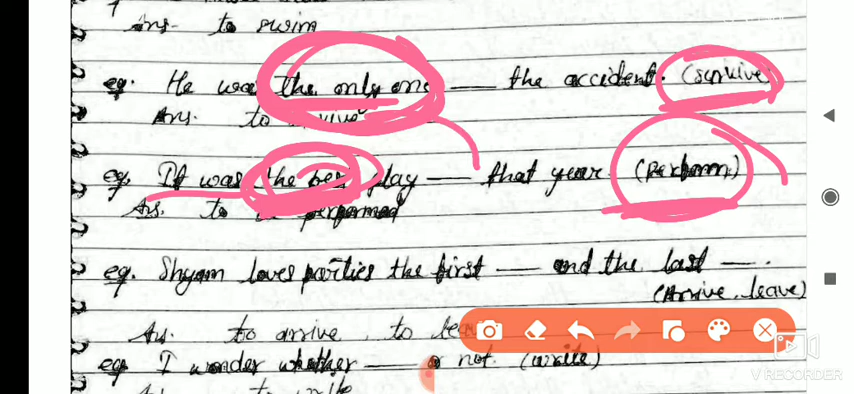 Ans. to swim
eg. He was the only one — the accident. (survive)
Ans. to
eg. It was the best play — that year. (perform)
Ans. to be performed
eg. Shyam loves parties the first — and the last —.
(Arrive, leave)
Ans. to arrive, to
eg. I wonder whether — or not. (write)
to write
V RECORDER